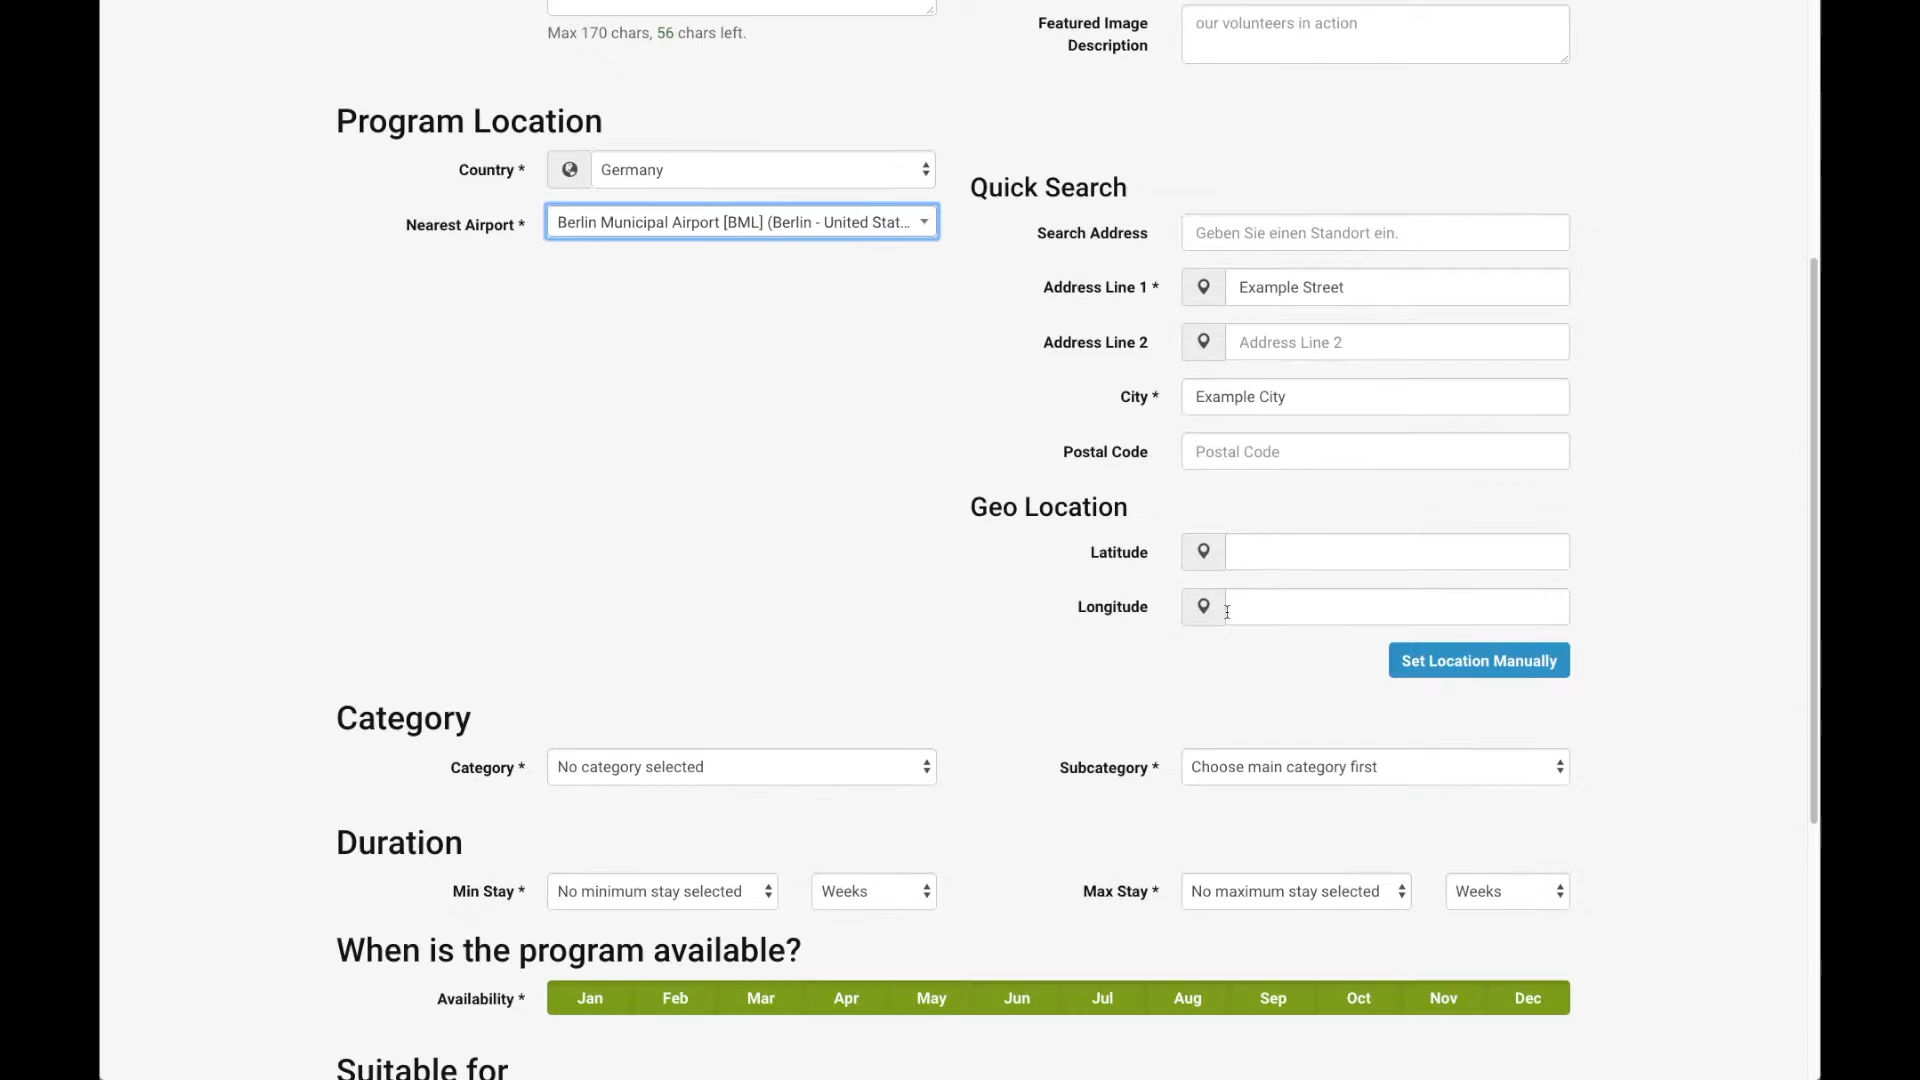 Max 170 chars, 56 chars left.
Featured Image
Description
our volunteers in action
Program Location
Country *
Germany
Nearest Airport *
Berlin Municipal Airport [BML] (Berlin - United Stat...
Quick Search
Search Address
Geben Sie einen Standort ein.
Address Line 1 *
Example Street
Address Line 2
Address Line 2
City *
Example City
Postal Code
Postal Code
Geo Location
Latitude
Longitude
Set Location Manually
Category
Category *
No category selected
Subcategory *
Choose main category first
Duration
Min Stay *
No minimum stay selected
Weeks
Max Stay *
No maximum stay selected
Weeks
When is the program available?
Availability *
Jan Feb Mar Apr May Jun Jul Aug Sep Oct Nov Dec
Suitable for